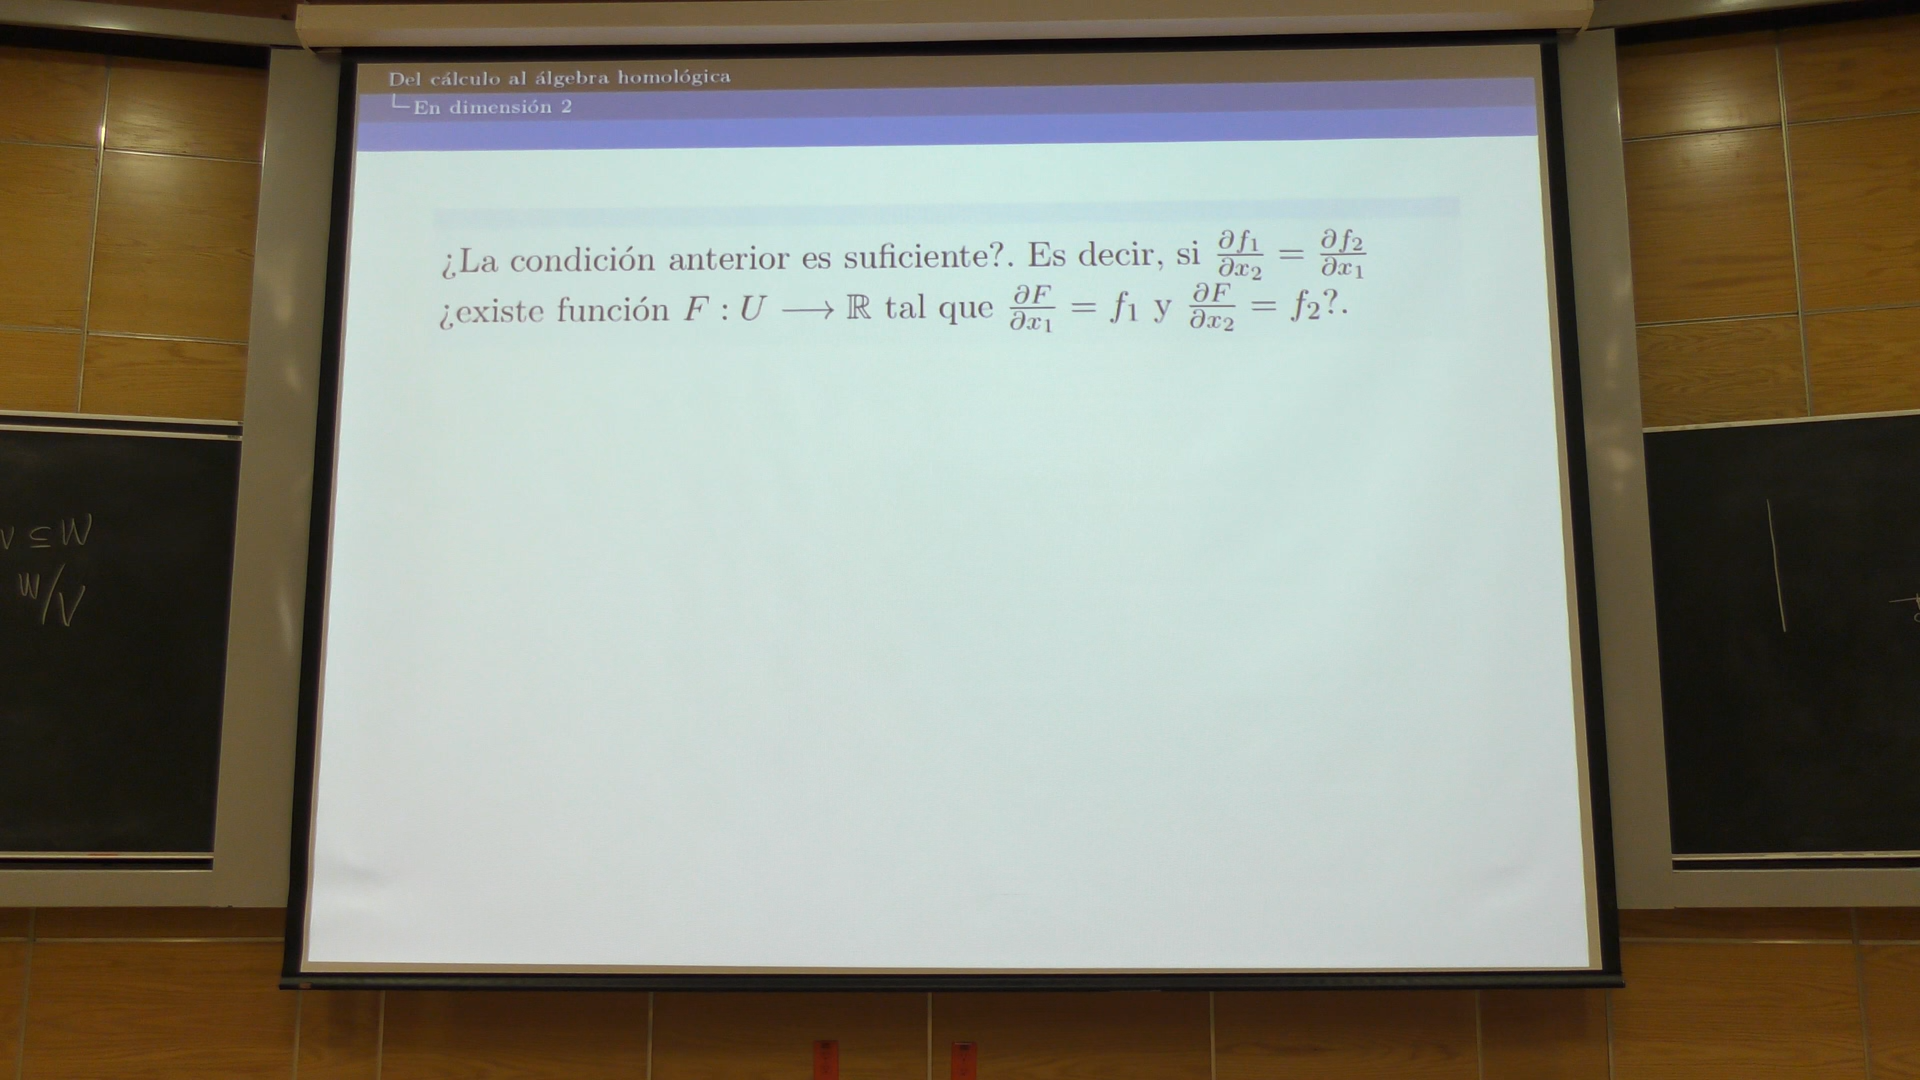 Del cálculo al álgebra homológica
En dimensión 2
¿La condición anterior es suficiente?. Es decir, si ∂f₁/∂x₂ = ∂f₂/∂x₁
¿existe función F : U ⟶ ℝ tal que ∂F/∂x₁ = f₁ y ∂F/∂x₂ = f₂?.
V ⊆ W
W/V